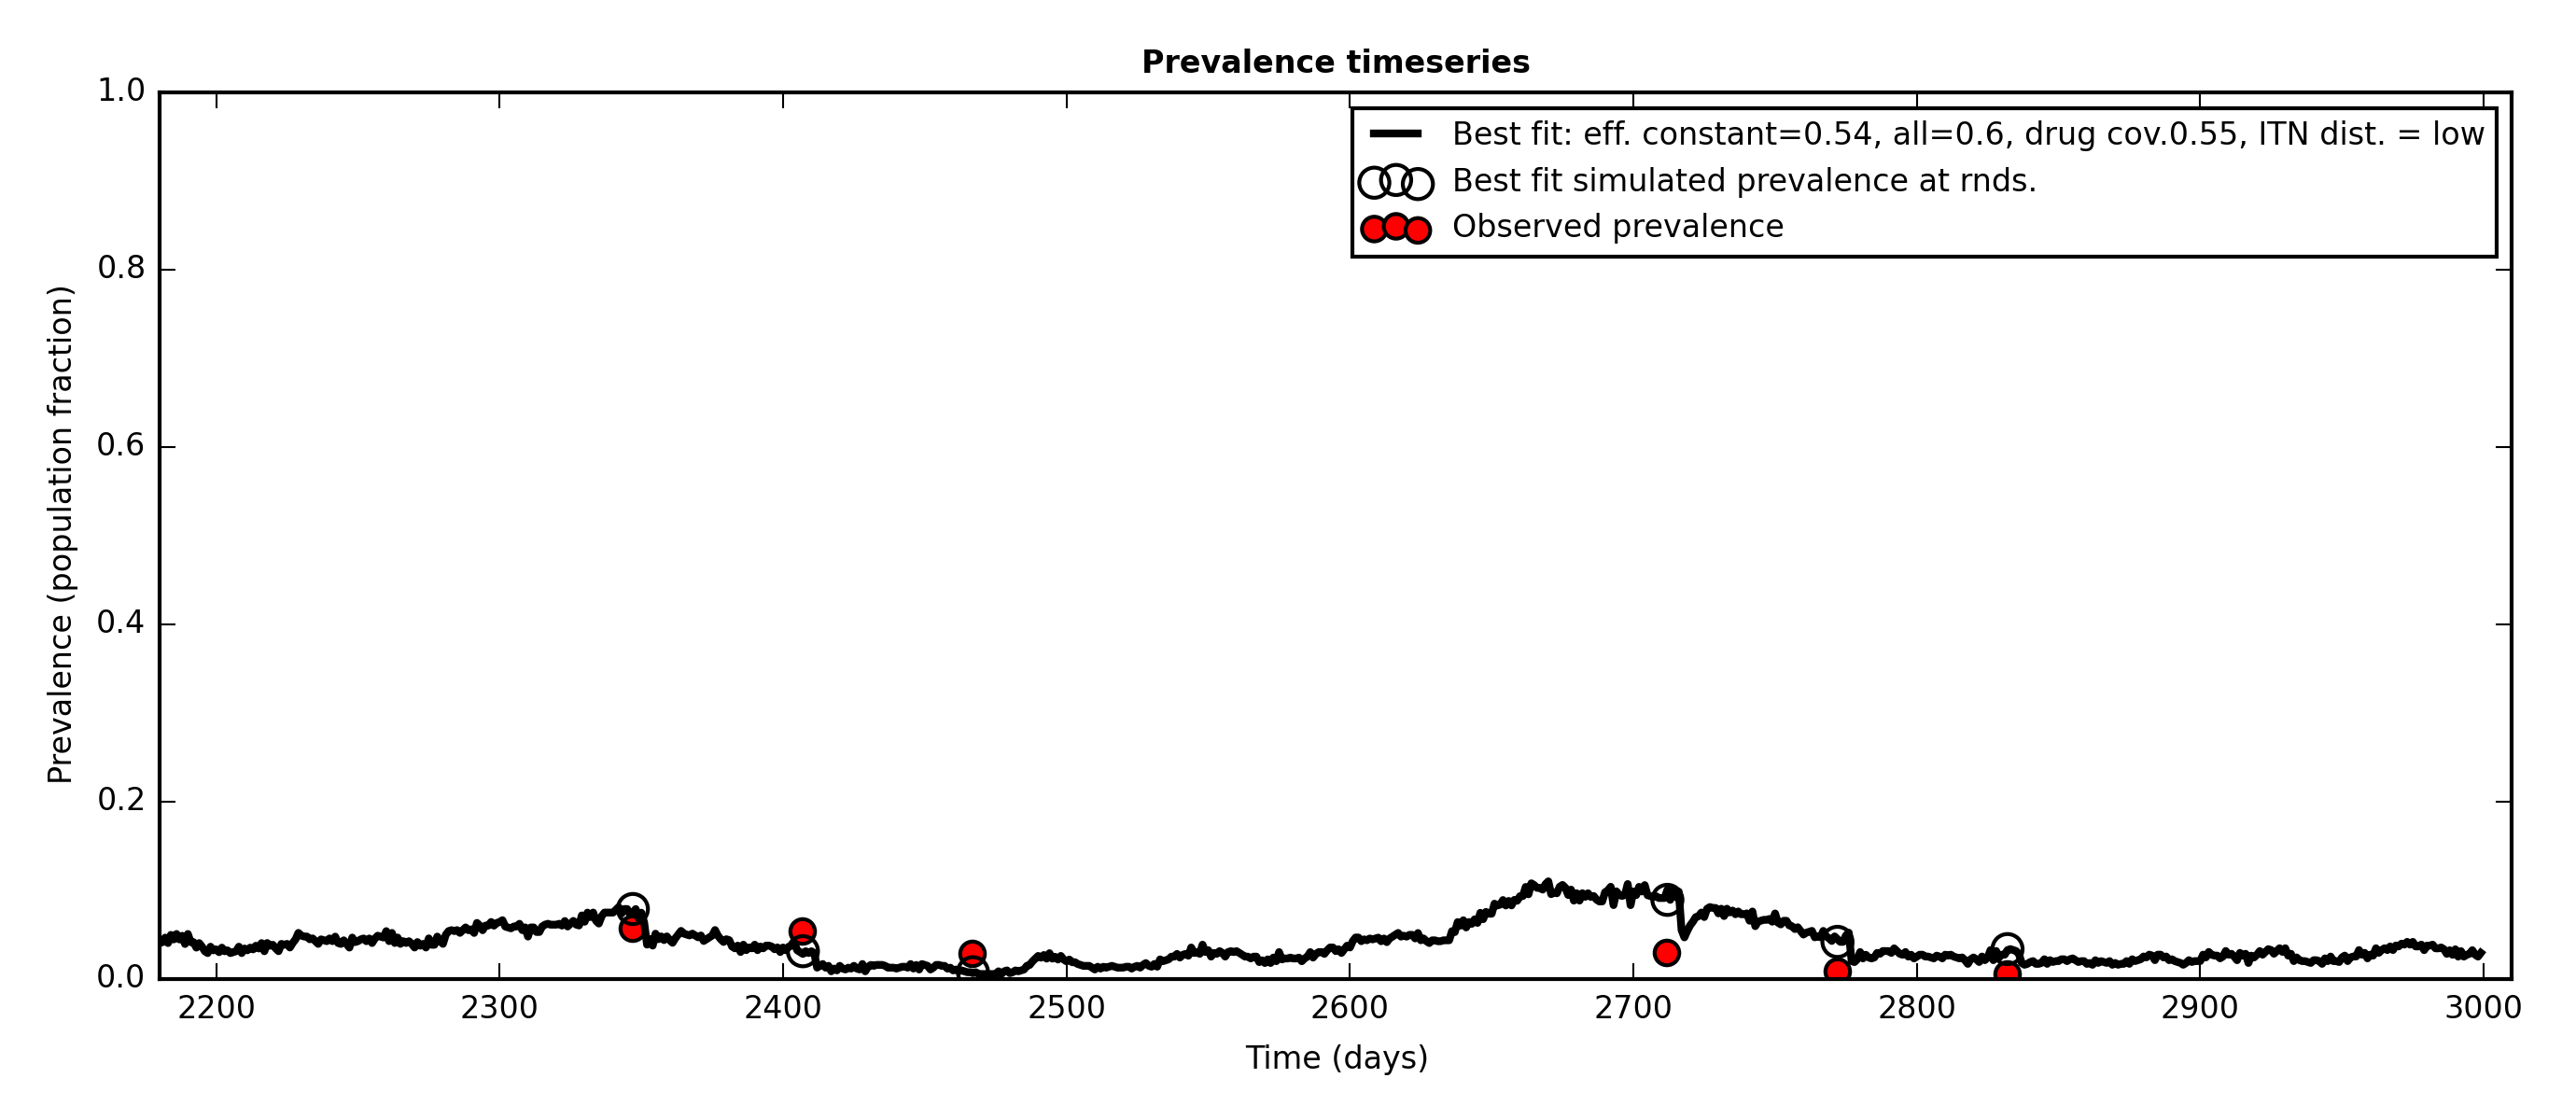 Prevalence timeseries
1.0
0.8
0.6
0.4
0.2
0.0
Prevalence (population fraction)
Best fit: eff. constant=0.54, all=0.6, drug cov.0.55, ITN dist. = low
Best fit simulated prevalence at rnds.
Observed prevalence
2200 2300 2400 2500 2600 2700 2800 2900 3000
Time (days)